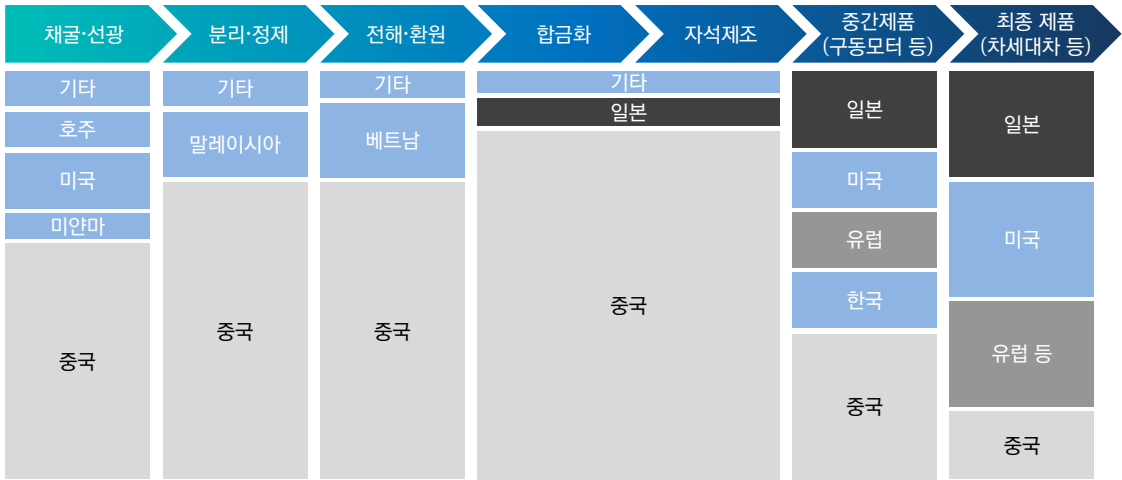 채굴·선광
분리·정제
전해·환원
합금화
자석제조
중간제품
(구동모터 등)
최종 제품
(차세대차 등)
기타
호주
미국
미얀마
중국
기타
말레이시아
중국
기타
베트남
중국
기타
일본
중국
일본
미국
유럽
한국
중국
일본
미국
유럽 등
중국